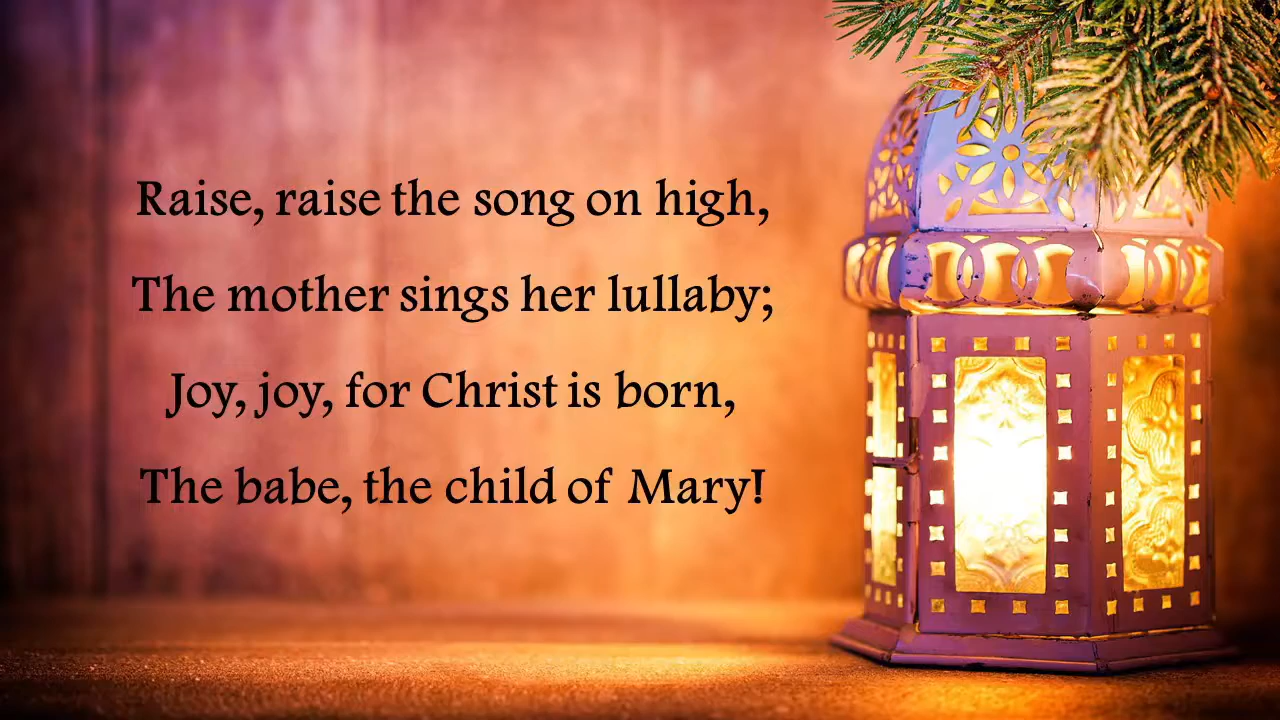 Raise, raise the song on high,
The mother sings her lullaby;
Joy, joy, for Christ is born,
The babe, the child of Mary!